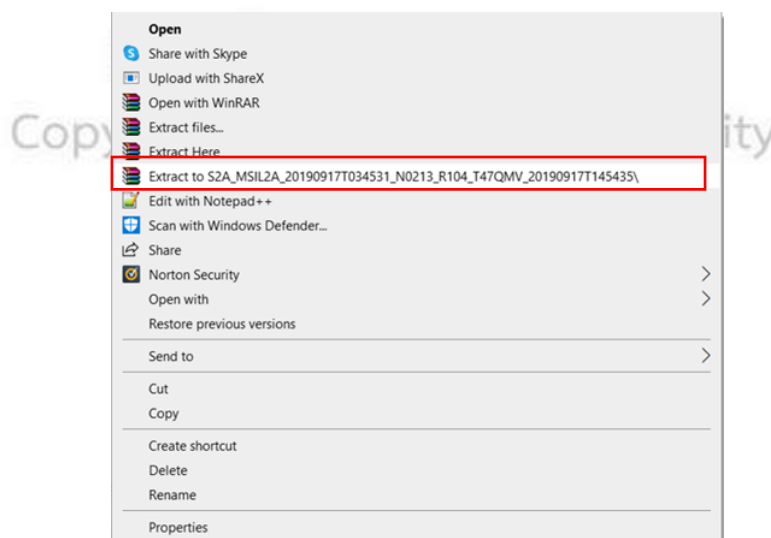 Open
Share with Skype
Upload with ShareX
Open with WinRAR
Extract files...
Extract Here
Extract to S2A_MSIL2A_20190917T034531_N0213_R104_T47QMV_20190917T145435\
Edit with Notepad++
Scan with Windows Defender...
Share
Norton Security
Open with
Restore previous versions
Send to
Cut
Copy
Create shortcut
Delete
Rename
Properties